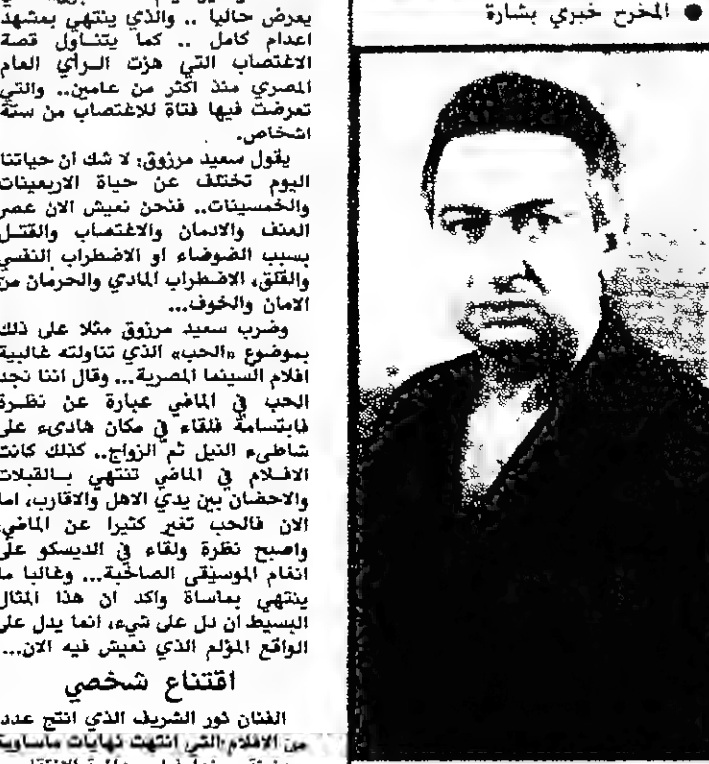 ● المخرج خيري بشارة
يعرض حاليا .. والذي ينتهي بمشهد
اعدام كامل .. كما يتناول قصة
الاغتصاب التي هزت الرأي العام
المصري منذ اكثر من عامين.. والتي
تعرضت فيها فتاة للاغتصاب من ستة
اشخاص.
يقول سعيد مرزوق: لا شك ان حياتنا
اليوم تختلف عن حياة الاربعينات
والخمسينات.. فنحن نعيش الان عصر
العنف والادمان والاغتصاب والقتل
بسبب الضوضاء او الاضطراب النفسي
والقلق، الاضطراب المادي والحرمان من
الامان والخوف...
وضرب سعيد مرزوق مثلا على ذلك
بموضوع «الحب» الذي تناولته غالبية
افلام السينما المصرية... وقال اننا نجد
الحب في الماضي عبارة عن نظرة
فابتسامة فلقاء في مكان هادىء على
شاطىء النيل ثم الزواج.. كذلك كانت
الافلام في الماضي تنتهي بالقبلات
والاحضان بين يدي الاهل والاقارب، اما
الان فالحب تغير كثيرا عن الماضي
واصبح نظرة ولقاء في الديسكو على
انغام الموسيقى الصاخبة... وغالبا ما
ينتهي بماساة واكد ان هذا المثال
البسيط ان دل على شيء، انما يدل على
الواقع المؤلم الذي نعيش فيه الان...
اقتناع شخصي
الفنان نور الشريف الذي انتج عدد
من الافلام التي انتهت نهايات ماساوية